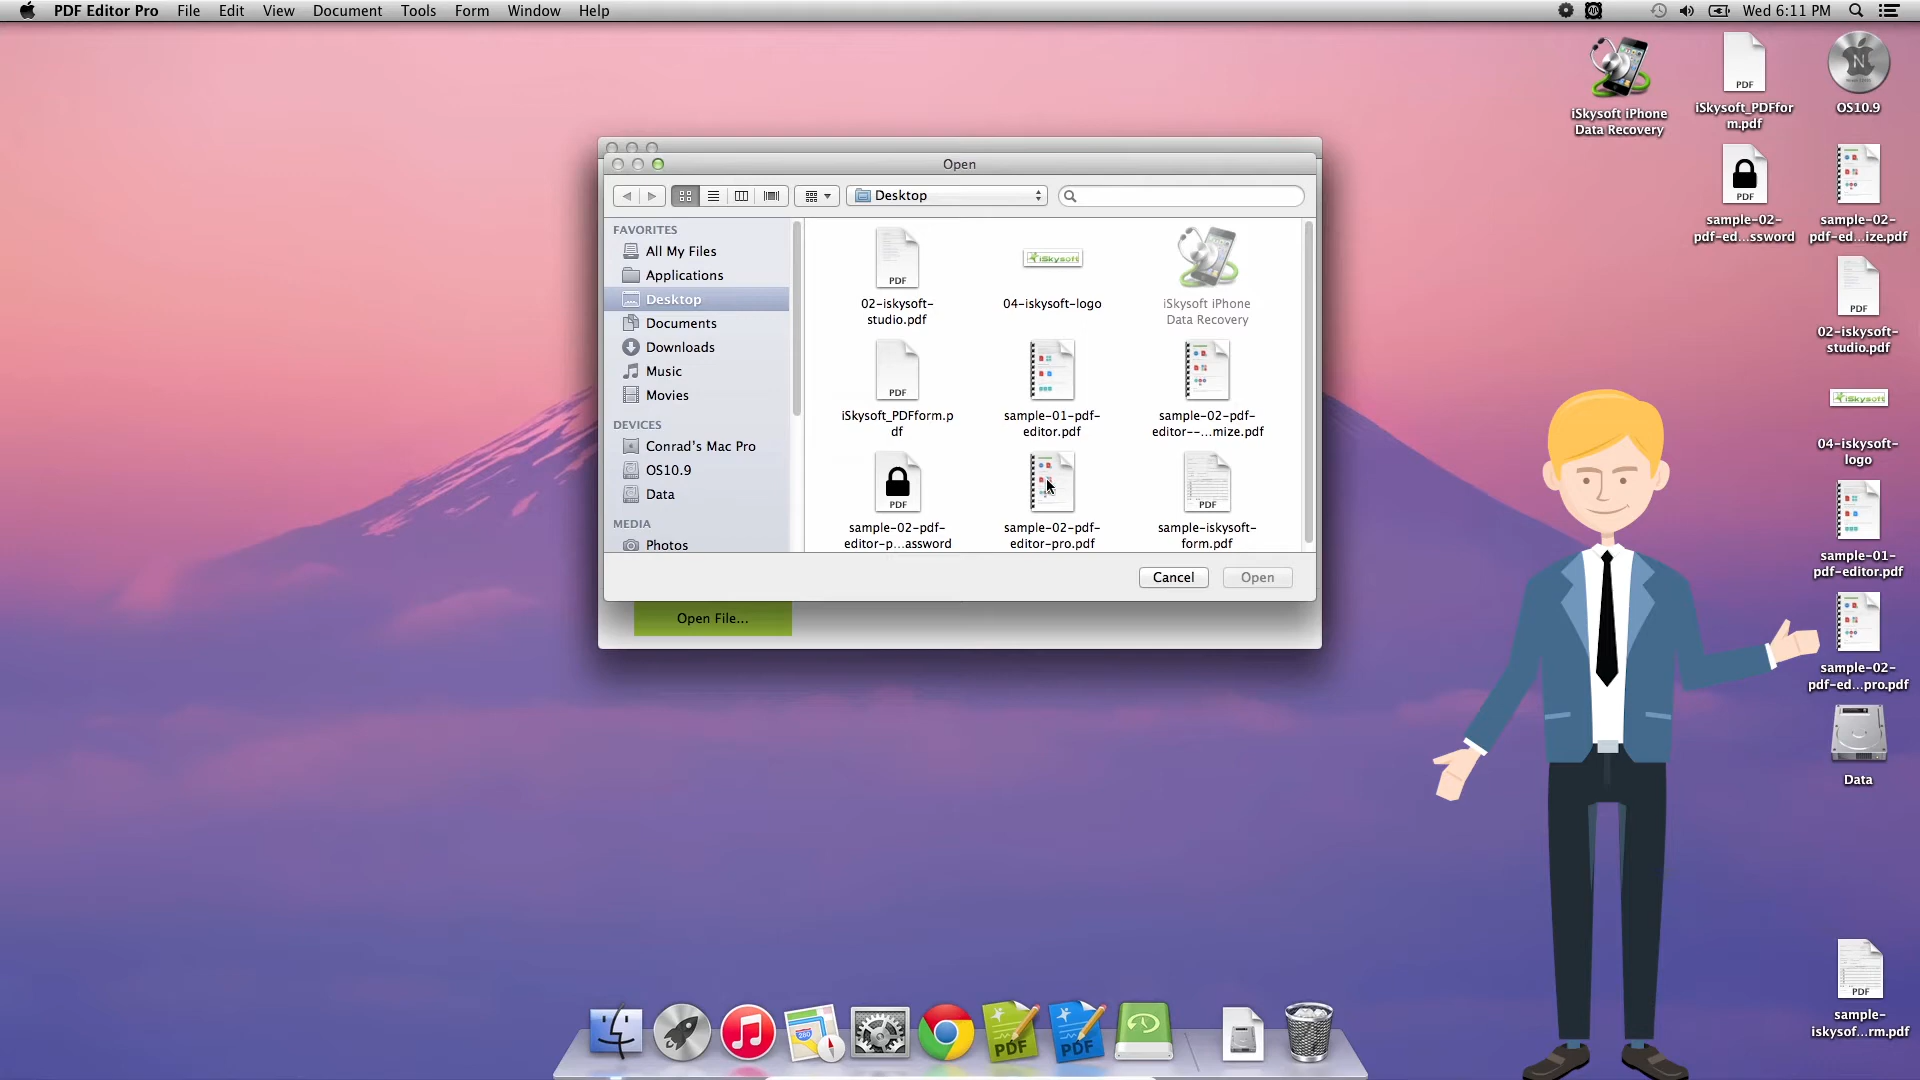 PDF Editor Pro File Edit View Document Tools Form Window Help
Wed 6:11 PM
iSkysoft iPhone
Data Recovery
PDF
iSkysoft_PDFfor
m.pdf
OS10.9
PDF
sample-02-
pdf-ed...ssword
sample-02-
pdf-ed...ize.pdf
PDF
02-iskysoft-
studio.pdf
iSkysoft
04-iskysoft-
logo
sample-01-
pdf-editor.pdf
sample-02-
pdf-ed...pro.pdf
Data
PDF
sample-
iskysof...rm.pdf
Open
Desktop
FAVORITES
All My Files
Applications
Desktop
Documents
Downloads
Music
Movies
DEVICES
Conrad's Mac Pro
OS10.9
Data
MEDIA
Photos
PDF
02-iskysoft-
studio.pdf
iSkysoft
04-iskysoft-logo
iSkysoft iPhone
Data Recovery
PDF
iSkysoft_PDFform.p
df
sample-01-pdf-
editor.pdf
sample-02-pdf-
editor--...mize.pdf
PDF
sample-02-pdf-
editor-p...assword
sample-02-pdf-
editor-pro.pdf
PDF
sample-iskysoft-
form.pdf
Cancel
Open
Open File...
PDF
PDF